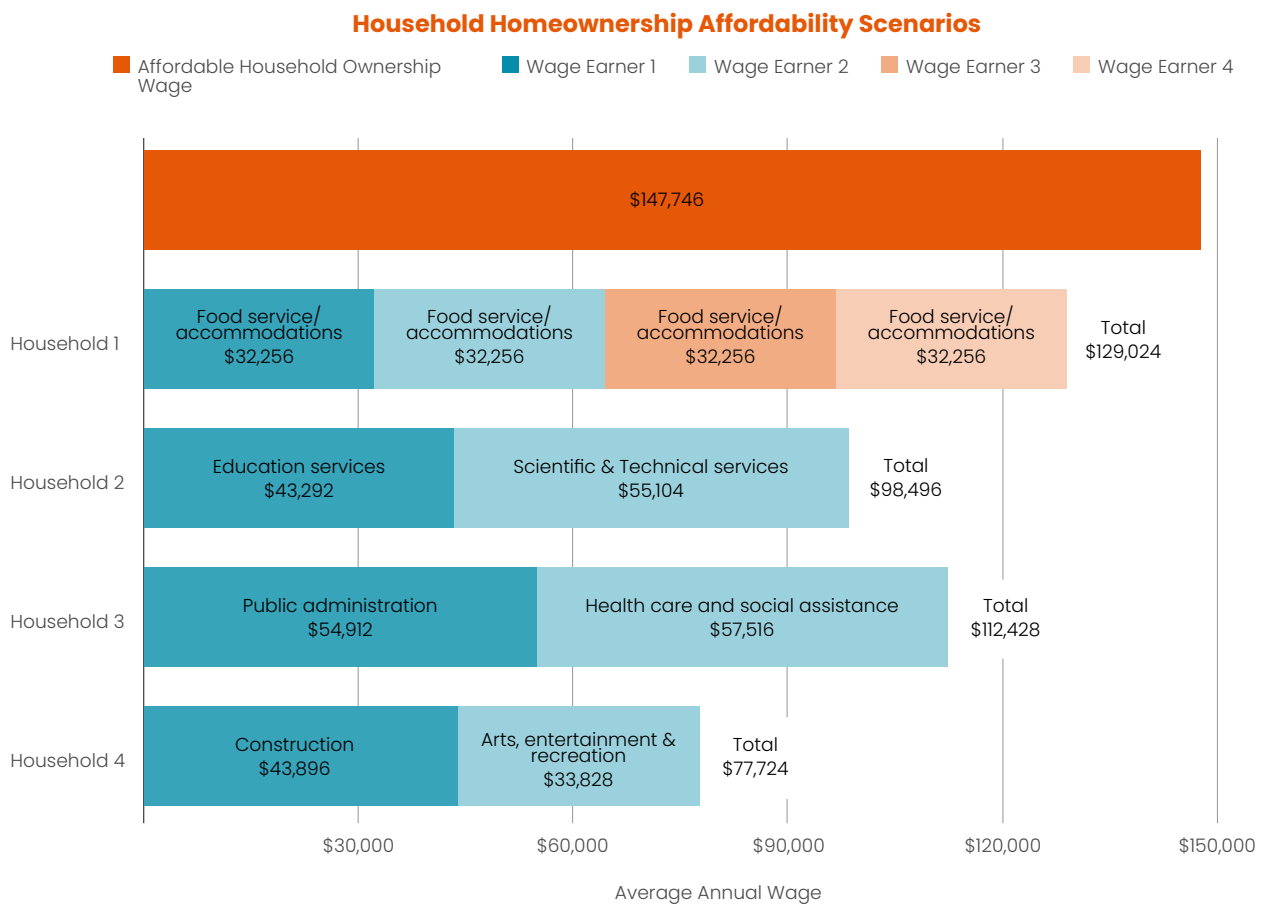 Household Homeownership Affordability Scenarios
Affordable Household Ownership
Wage
Wage Earner 1
Wage Earner 2
Wage Earner 3
Wage Earner 4
$147,746
Household 1
Food service/
accommodations
$32,256
Food service/
accommodations
$32,256
Food service/
accommodations
$32,256
Food service/
accommodations
$32,256
Total
$129,024
Household 2
Education services
$43,292
Scientific & Technical services
$55,104
Total
$98,496
Household 3
Public administration
$54,912
Health care and social assistance
$57,516
Total
$112,428
Household 4
Construction
$43,896
Arts, entertainment &
recreation
$33,828
Total
$77,724
$30,000
$60,000
$90,000
$120,000
$150,000
Average Annual Wage